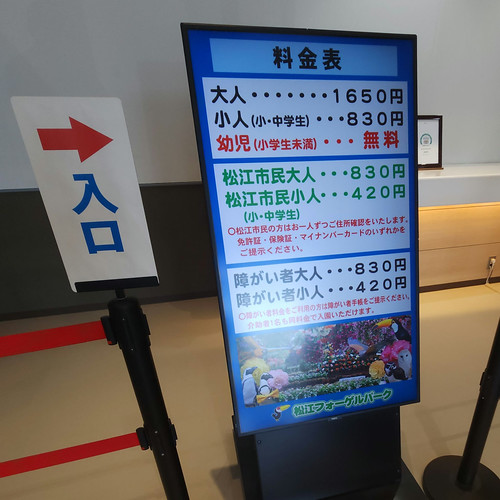 入口
料金表
大人・・・・・・・1650円
小人(小・中学生)・・・830円
幼児(小学生未満)・・・無料
松江市民大人・・・830円
松江市民小人・・・420円
(小・中学生)
○松江市民の方はお一人ずつご住所確認をいたします。
免許証・保険証・マイナンバーカードのいずれかを
ご提示ください。
障がい者大人・・・830円
障がい者小人・・・420円
○障がい者料金をご利用の方は障がい者手帳をご提示ください。
介助者1名も同料金で入園いただけます。
松江フォーゲルパーク